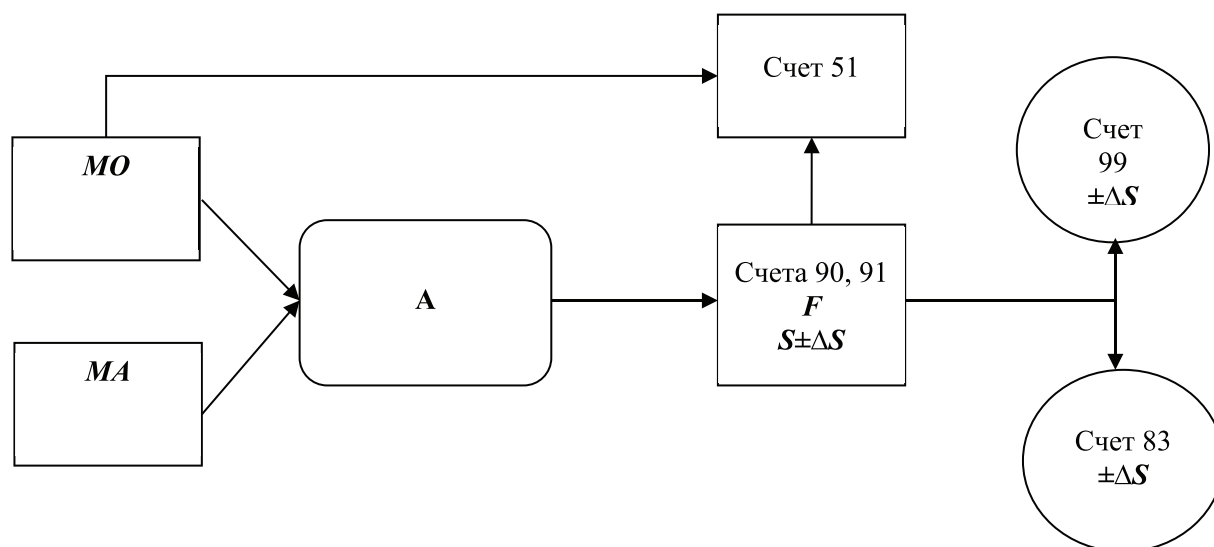 Счет 51
МО
Счет
99
±ΔS
А
Счета 90, 91
F
S±ΔS
МА
Счет 83
±ΔS